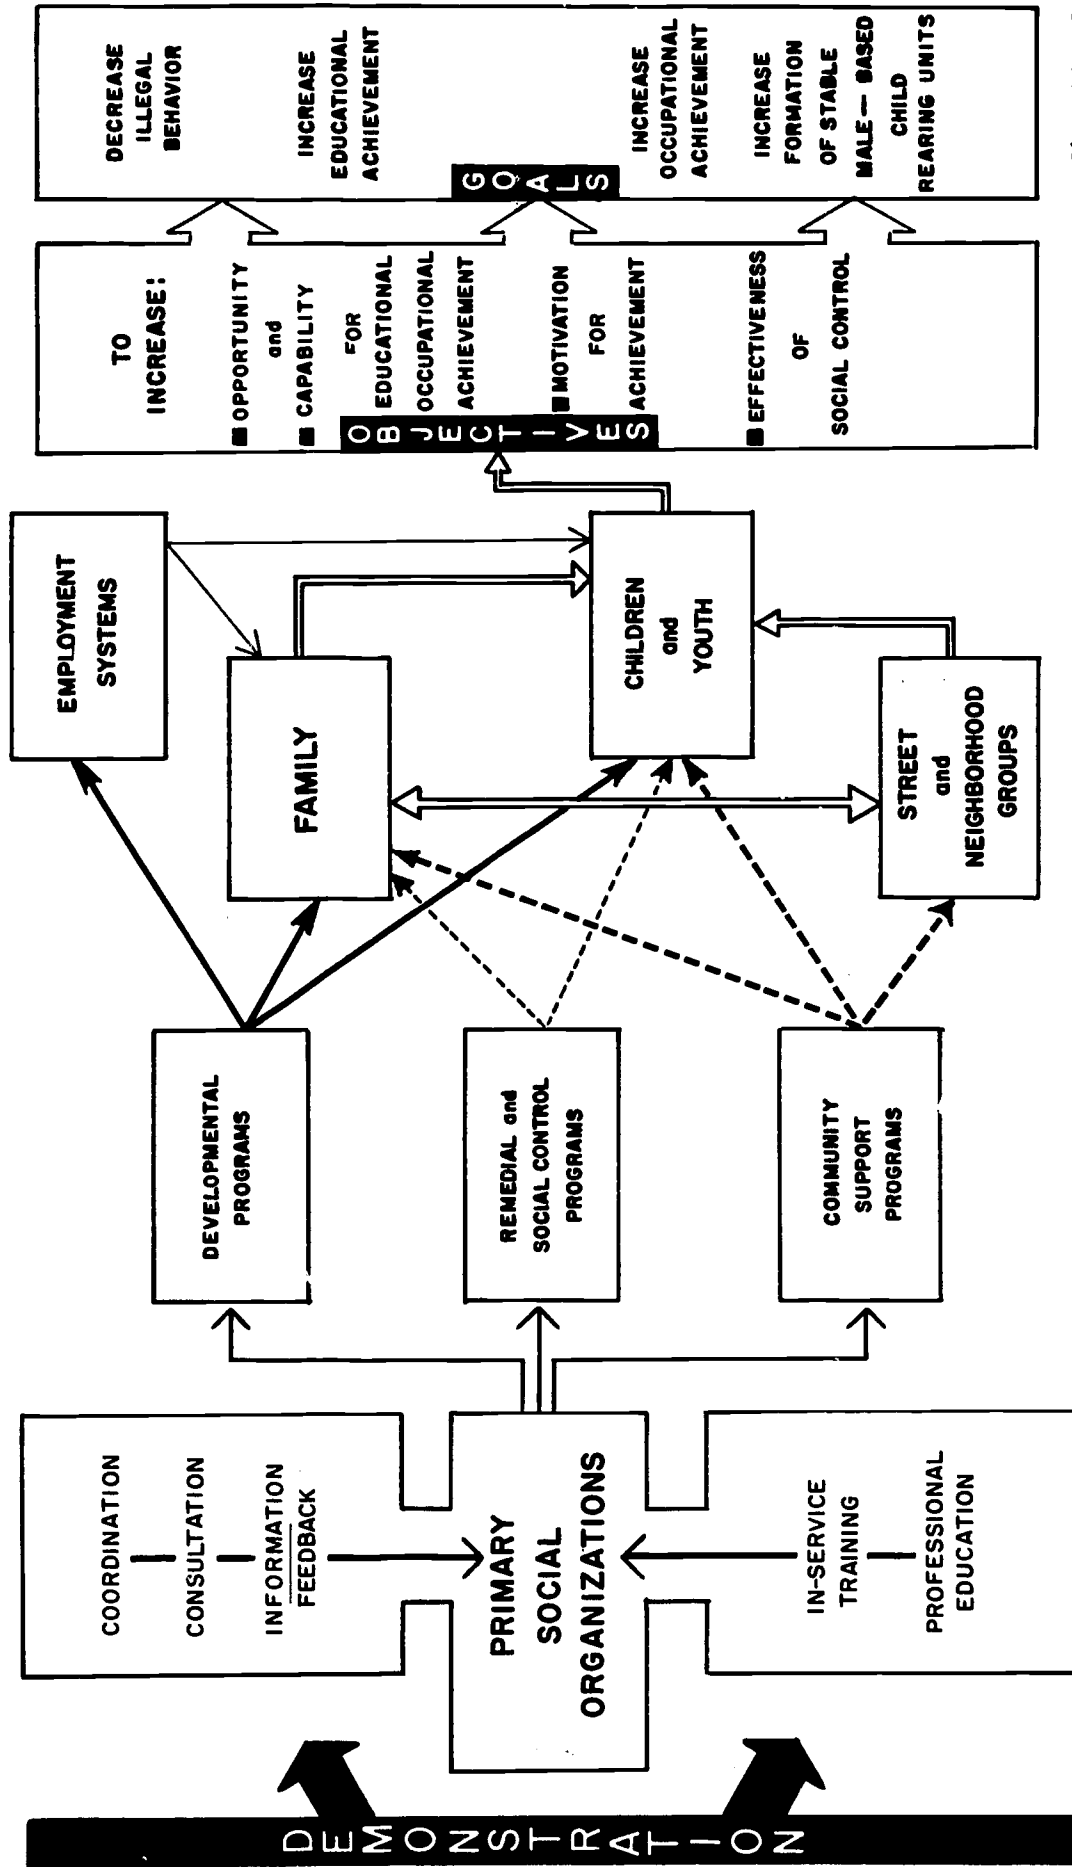 DEMONSTRATION
COORDINATION
CONSULTATION
INFORMATION
FEEDBACK
PRIMARY
SOCIAL
ORGANIZATIONS
IN-SERVICE
TRAINING
PROFESSIONAL
EDUCATION
DEVELOPMENTAL
PROGRAMS
REMEDIAL and
SOCIAL CONTROL
PROGRAMS
COMMUNITY
SUPPORT
PROGRAMS
EMPLOYMENT
SYSTEMS
FAMILY
CHILDREN
and
YOUTH
STREET
and
NEIGHBORHOOD
GROUPS
OBJECTIVES
TO
INCREASE:
■ OPPORTUNITY
and
■ CAPABILITY
FOR
EDUCATIONAL
OCCUPATIONAL
ACHIEVEMENT
■ MOTIVATION
FOR
ACHIEVEMENT
■ EFFECTIVENESS
OF
SOCIAL CONTROL
GOALS
DECREASE
ILLEGAL
BEHAVIOR
INCREASE
EDUCATIONAL
ACHIEVEMENT
INCREASE
OCCUPATIONAL
ACHIEVEMENT
INCREASE
FORMATION
OF STABLE
MALE — BASED
CHILD
REARING UNITS